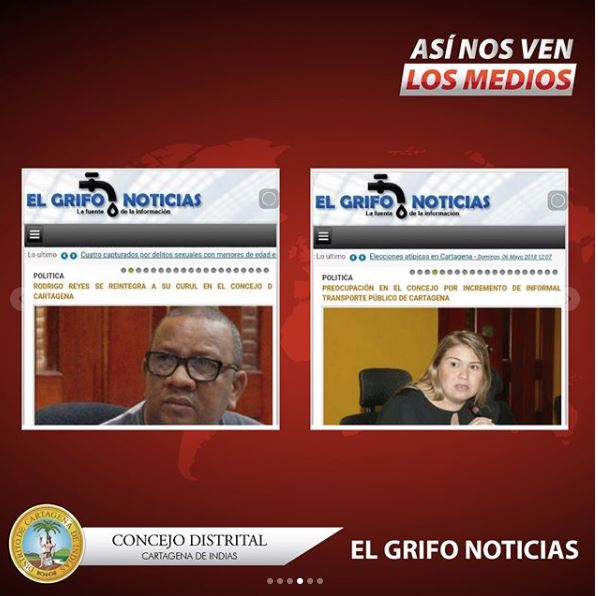 ASÍ NOS VEN
LOS MEDIOS
EL GRIFO NOTICIAS
La fuente de la información
: Lo ultimo Cuatro capturados por delitos sexuales con menores de edad e
POLITICA
RODRIGO REYES SE REINTEGRA A SU CURUL EN EL CONCEJO D
CARTAGENA
EL GRIFO NOTICIAS
La fuente de la información
Lo ultimo Elecciones atípicas en Cartagena - Domingo, 06 Mayo 2018 12:07
POLITICA
PREOCUPACIÓN EN EL CONCEJO POR INCREMENTO DE INFORMAL
TRANSPORTE PÚBLICO DE CARTAGENA
DISTRITO DE CARTAGENA DE INDIAS
CONCEJO DISTRITAL
CARTAGENA DE INDIAS
EL GRIFO NOTICIAS